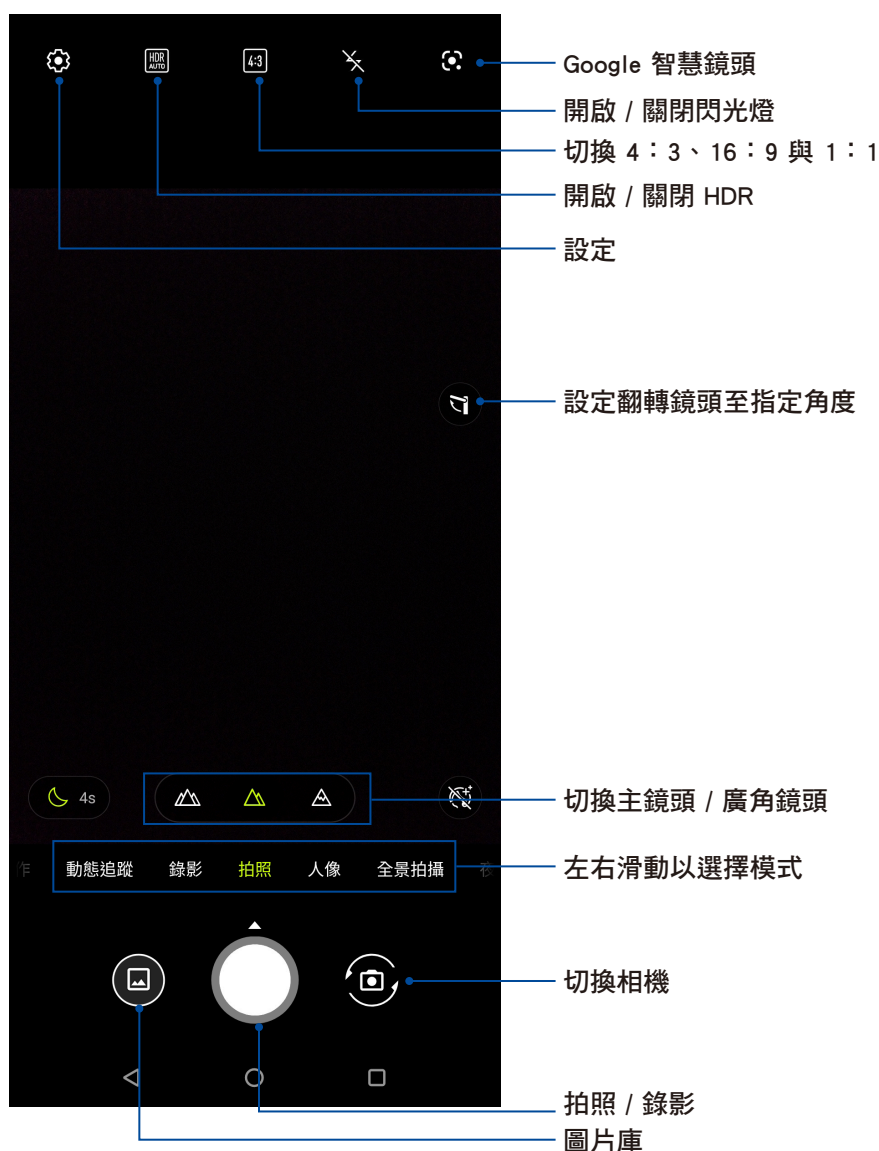 HDR
AUTO
4:3
Google 智慧鏡頭
開啟 / 關閉閃光燈
切換 4：3、16：9 與 1：1
開啟 / 關閉 HDR
設定
設定翻轉鏡頭至指定角度
4s
切換主鏡頭 / 廣角鏡頭
作 動態追蹤 錄影 拍照 人像 全景拍攝 夜
左右滑動以選擇模式
切換相機
拍照 / 錄影
圖片庫